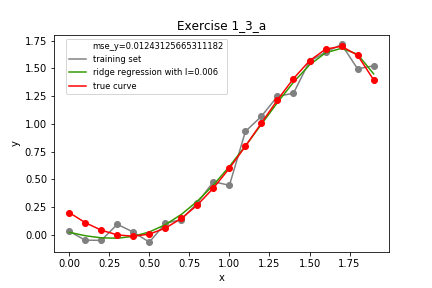 Exercise 1_3_a
mse_y=0.01243125665311182
training set
ridge regression with l=0.006
true curve
1.75
1.50
1.25
1.00
0.75
0.50
0.25
0.00
y
0.00 0.25 0.50 0.75 1.00 1.25 1.50 1.75
x